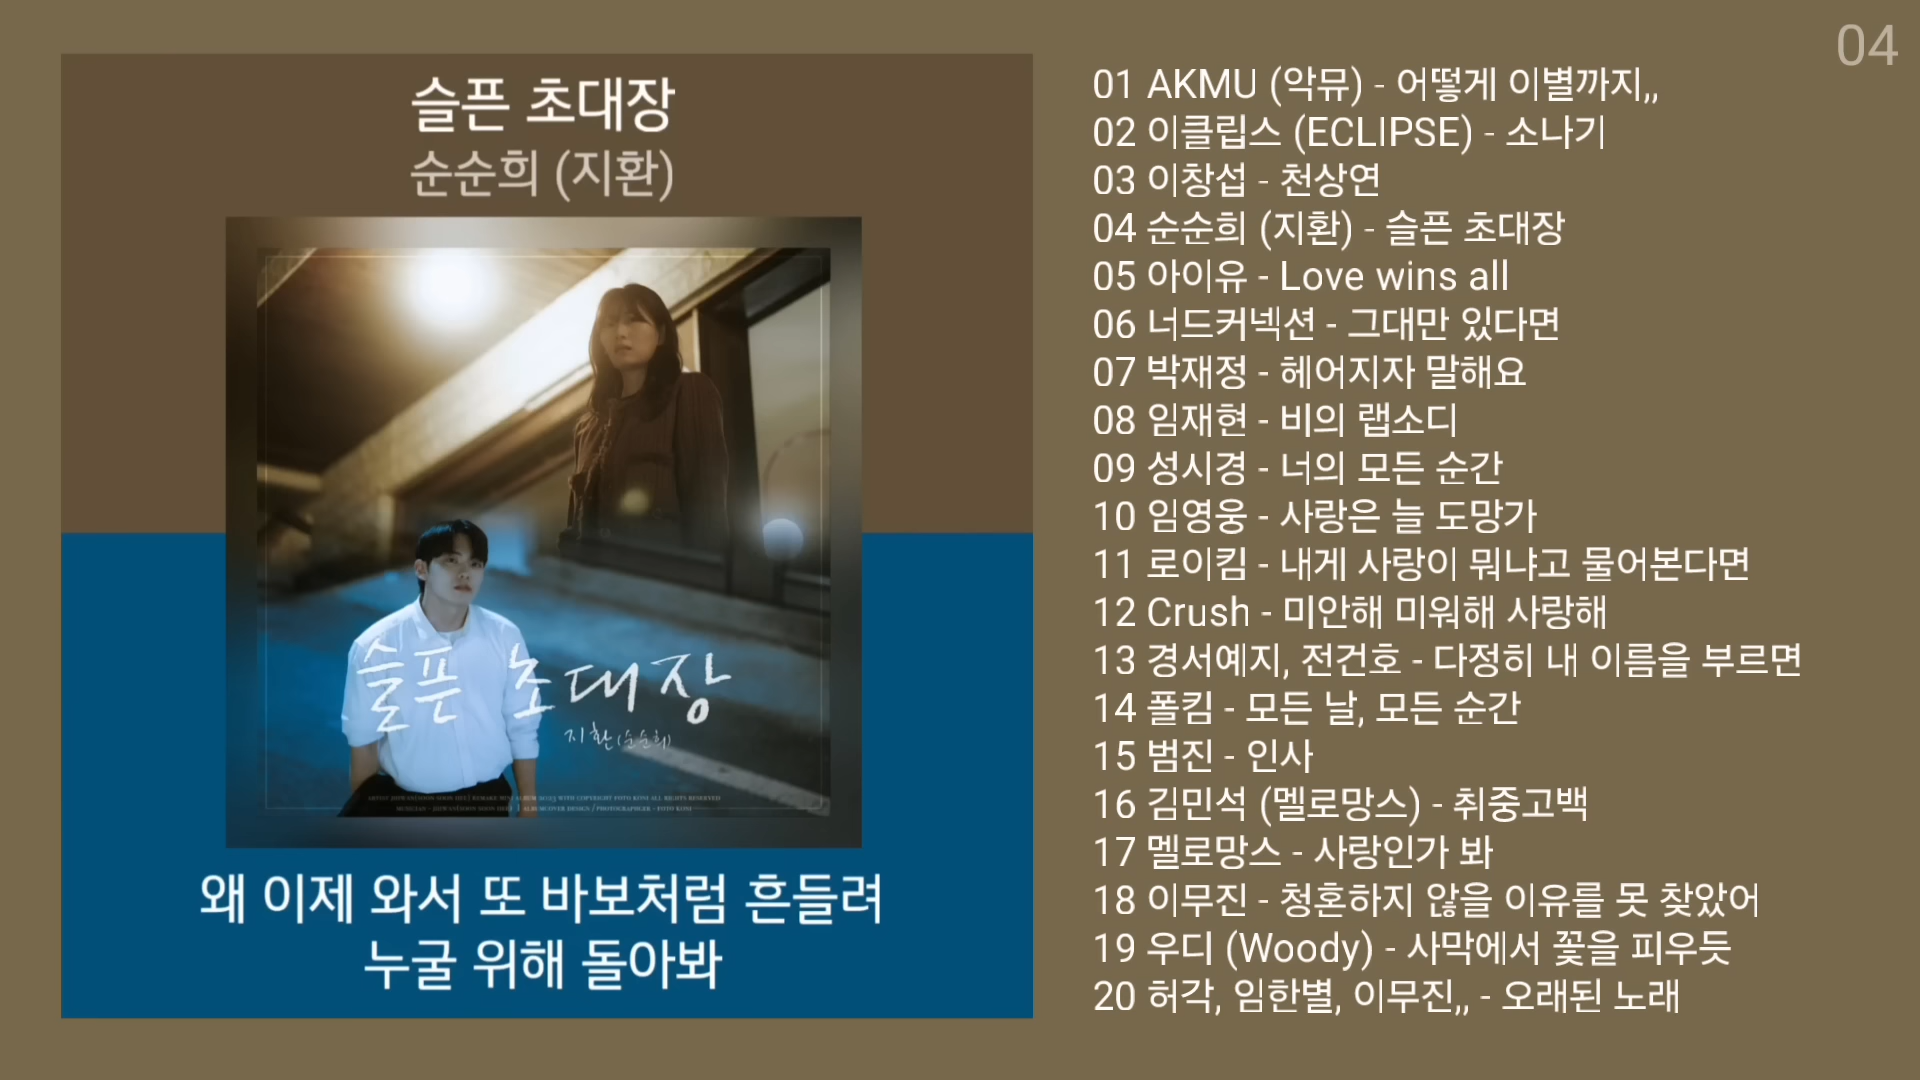 04
슬픈 초대장
순순희 (지환)
슬픈 초대장
지환(순순희)
왜 이제 와서 또 바보처럼 흔들려
누굴 위해 돌아봐
01 AKMU (악뮤) - 어떻게 이별까지,,
02 이클립스 (ECLIPSE) - 소나기
03 이창섭 - 천상연
04 순순희 (지환) - 슬픈 초대장
05 아이유 - Love wins all
06 너드커넥션 - 그대만 있다면
07 박재정 - 헤어지자 말해요
08 임재현 - 비의 랩소디
09 성시경 - 너의 모든 순간
10 임영웅 - 사랑은 늘 도망가
11 로이킴 - 내게 사랑이 뭐냐고 물어본다면
12 Crush - 미안해 미워해 사랑해
13 경서예지, 전건호 - 다정히 내 이름을 부르면
14 폴킴 - 모든 날, 모든 순간
15 범진 - 인사
16 김민석 (멜로망스) - 취중고백
17 멜로망스 - 사랑인가 봐
18 이무진 - 청혼하지 않을 이유를 못 찾았어
19 우디 (Woody) - 사막에서 꽃을 피우듯
20 허각, 임한별, 이무진,, - 오래된 노래